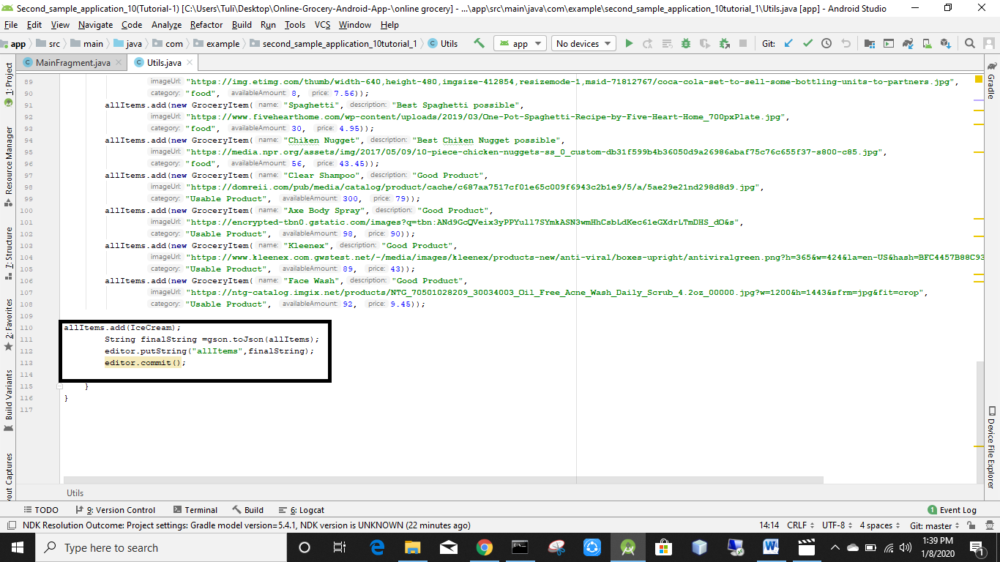 Second_sample_application_10(Tutorial-1) [C:\Users\Tuli\Desktop\Online-Grocery-Android-App-\online grocery] - ...\app\src\main\java\com\example\second_sample_application_10tutorial_1\Utils.java [app] - Android Studio
File Edit View Navigate Code Analyze Refactor Build Run Tools VCS Window Help
app src main java com example second_sample_application_10tutorial_1 Utils app No devices Git:
MainFragment.java Utils.java
89 imageUrl: "https://img.etimg.com/thumb/width-640,height-480,imgsize-412854,resizemode-1,msid-71812767/coca-cola-set-to-sell-some-bottling-units-to-partners.jpg",
90 category: "food", availableAmount: 8, price: 7.56));
91 allItems.add(new GroceryItem( name: "Spaghetti", description: "Best Spaghetti possible",
92 imageUrl: "https://www.fivehearthome.com/wp-content/uploads/2019/03/One-Pot-Spaghetti-Recipe-by-Five-Heart-Home_700pxPlate.jpg",
93 category: "food", availableAmount: 30, price: 4.95));
94 allItems.add(new GroceryItem( name: "Chiken Nugget", description: "Best Chiken Nugget possible",
95 imageUrl: "https://media.npr.org/assets/img/2017/05/09/10-piece-chicken-nuggets-ss_0_custom-db31f599b4b36050d9a26986abaf75c76c655f37-s800-c85.jpg",
96 category: "food", availableAmount: 56, price: 43.45));
97 allItems.add(new GroceryItem( name: "Clear Shampoo", description: "Good Product",
98 imageUrl: "https://domreii.com/pub/media/catalog/product/cache/c687aa7517cf01e65c009f6943c2b1e9/5/a/5ae29e21nd298d8d9.jpg",
99 category: "Usable Product", availableAmount: 300, price: 79));
100 allItems.add(new GroceryItem( name: "Axe Body Spray", description: "Good Product",
101 imageUrl: "https://encrypted-tbn0.gstatic.com/images?q=tbn:ANd9GcQVeix3yPPYull7SYmkASN3wmHhCsbLdKec6ieGXdrLTmDHS_dO&s",
102 category: "Usable Product", availableAmount: 98, price: 90));
103 allItems.add(new GroceryItem( name: "Kleenex", description: "Good Product",
104 imageUrl: "https://www.kleenex.com.gwstest.net/-/media/images/kleenex/products-new/anti-viral/boxes-upright/antiviralgreen.png?h=365&w=424&la=en-US&hash=BFC4457B88C93
105 category: "Usable Product", availableAmount: 89, price: 43));
106 allItems.add(new GroceryItem( name: "Face Wash", description: "Good Product",
107 imageUrl: "https://ntg-catalog.imgix.net/products/NTG_70501028209_30034003_Oil_Free_Acne_Wash_Daily_Scrub_4.2oz_00000.jpg?w=1200&h=1443&sfrm=jpg&fit=crop",
108 category: "Usable Product", availableAmount: 92, price: 9.45));
109
110 allItems.add(IceCream);
111 String finalString =gson.toJson(allItems);
112 editor.putString("allItems",finalString);
113 editor.commit();
114
115 }
116 }
117
Utils
1: Project
Resource Manager
7: Structure
2: Favorites
Build Variants
yout Captures
Gradle
Device File Explorer
TODO 9: Version Control Terminal Build 6: Logcat 1 Event Log
NDK Resolution Outcome: Project settings: Gradle model version=5.4.1, NDK version is UNKNOWN (22 minutes ago) 14:14 CRLF UTF-8 4 spaces Git: master
Type here to search
1:39 PM
1/8/2020
1